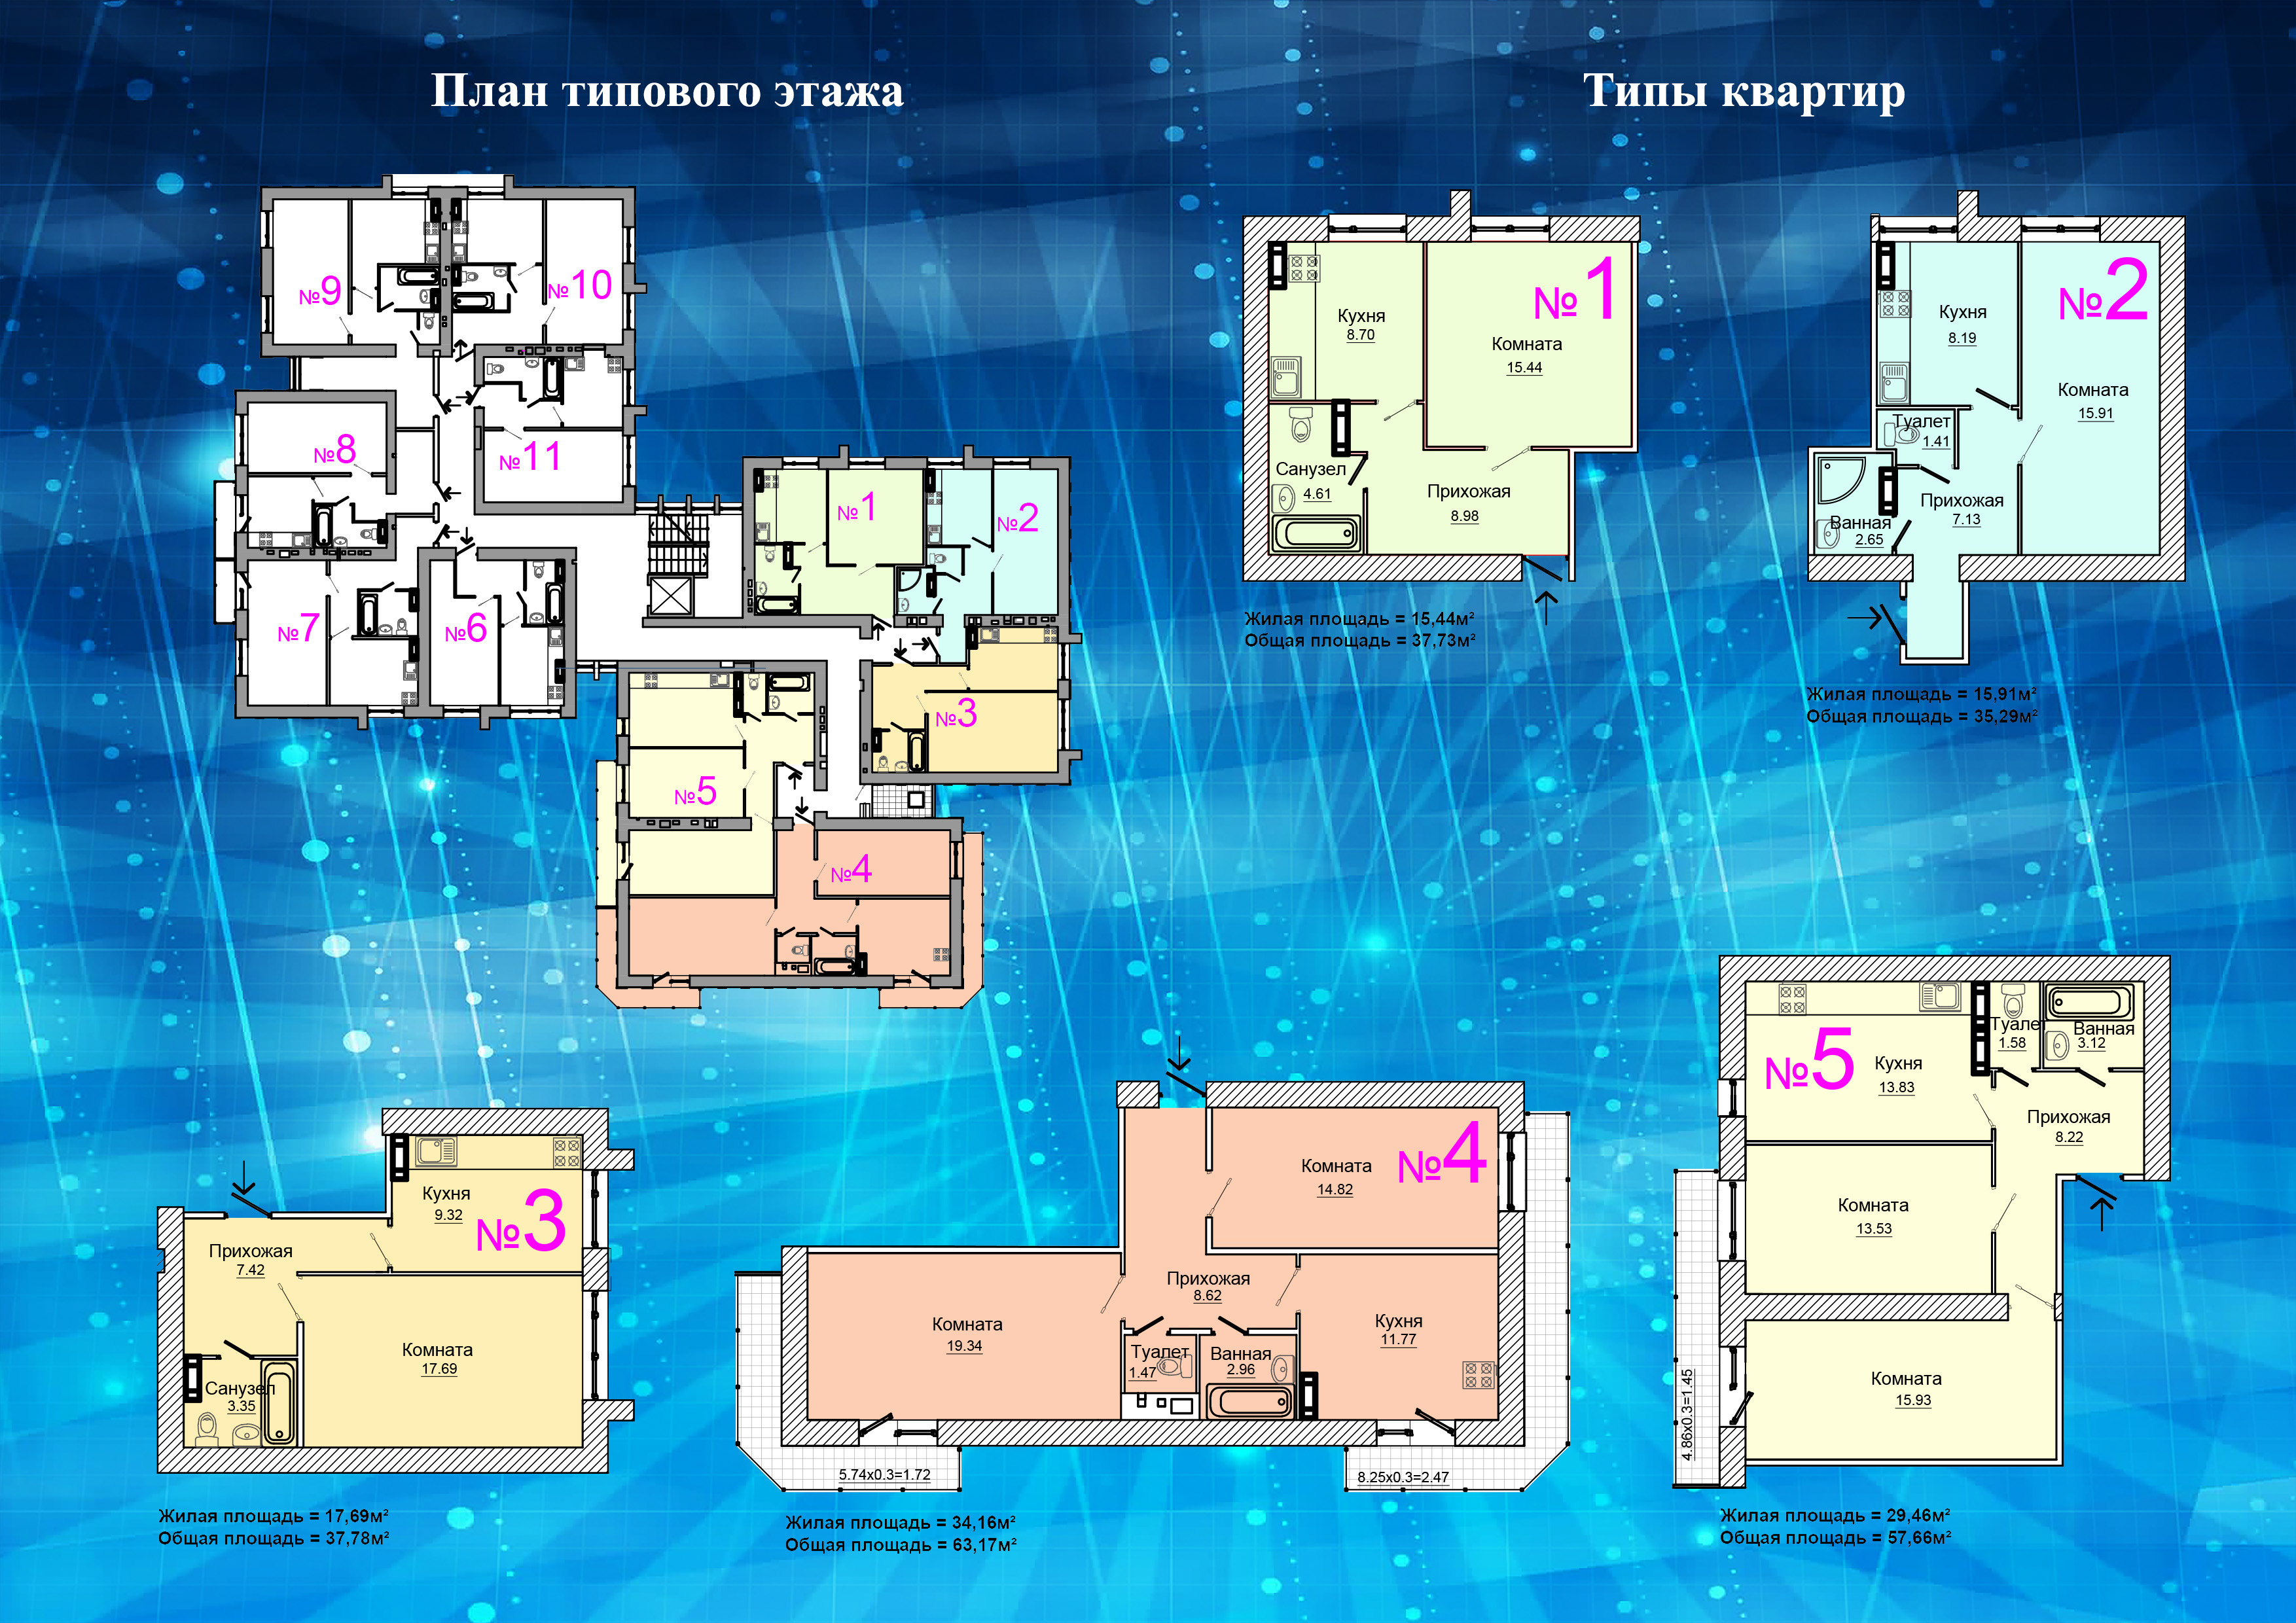 План типового этажа
Типы квартир
№9
№10
№8
№11
№7
№6
№1
№2
№3
№5
№4
№1
Кухня
8.70
Комната
15.44
Санузел
4.61
Прихожая
8.98
Жилая площадь = 15,44м²
Общая площадь = 37,73м²
№2
Кухня
8.19
Комната
15.91
Туалет
1.41
Ванная
2.65
Прихожая
7.13
Жилая площадь = 15,91м²
Общая площадь = 35,29м²
№3
Кухня
9.32
Прихожая
7.42
Комната
17.69
Санузел
3.35
Жилая площадь = 17,69м²
Общая площадь = 37,78м²
№4
Комната
14.82
Прихожая
8.62
Комната
19.34
Кухня
11.77
Туалет
1.47
Ванная
2.96
5.74x0.3=1.72
8.25x0.3=2.47
Жилая площадь = 34,16м²
Общая площадь = 63,17м²
№5
Туалет
1.58
Ванная
3.12
Кухня
13.83
Прихожая
8.22
Комната
13.53
Комната
15.93
4.86x0.3=1.45
Жилая площадь = 29,46м²
Общая площадь = 57,66м²